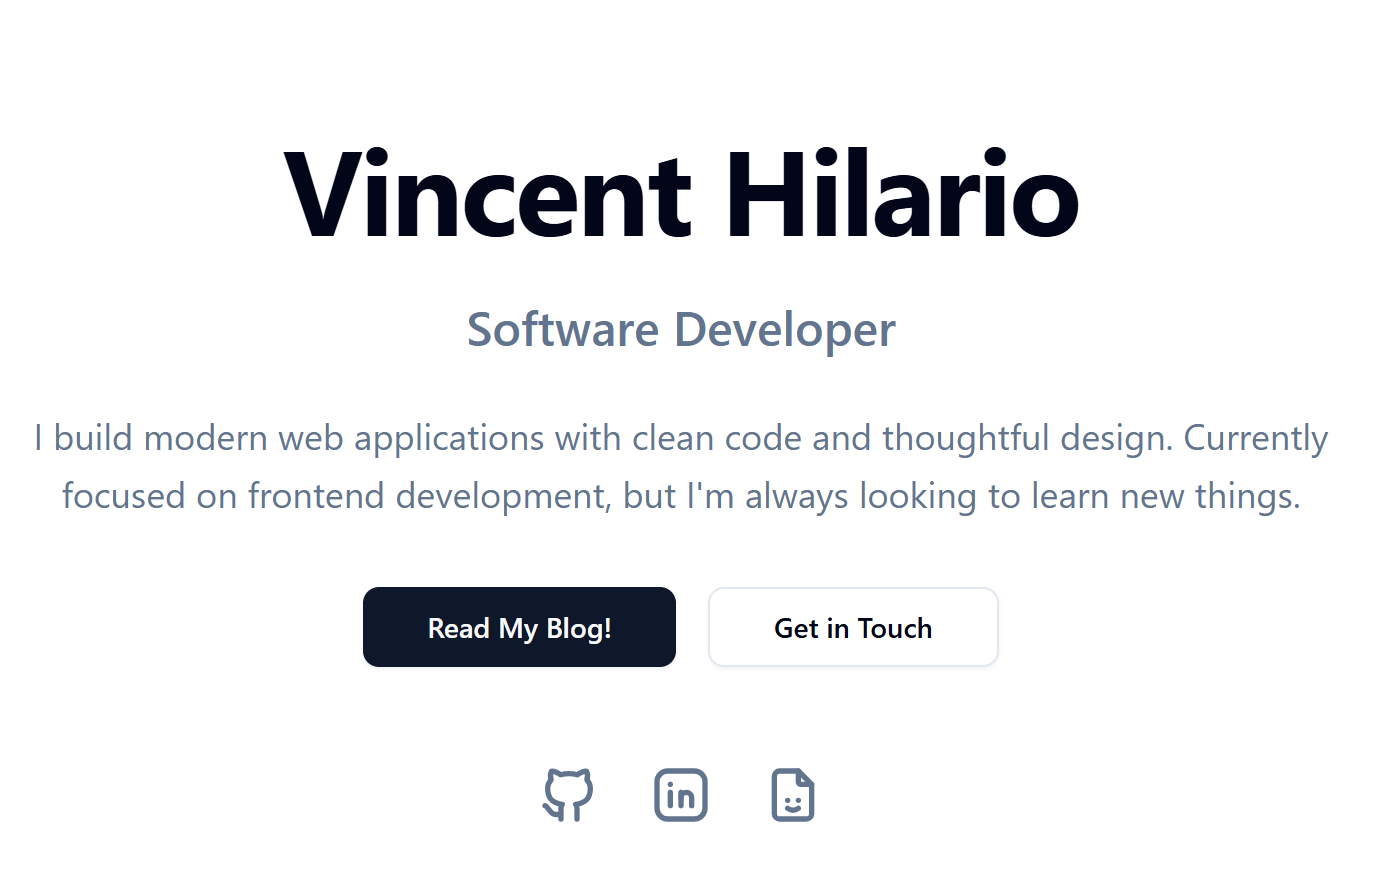 Vincent Hilario
Software Developer
I build modern web applications with clean code and thoughtful design. Currently
focused on frontend development, but I'm always looking to learn new things.
Read My Blog!
Get in Touch
in